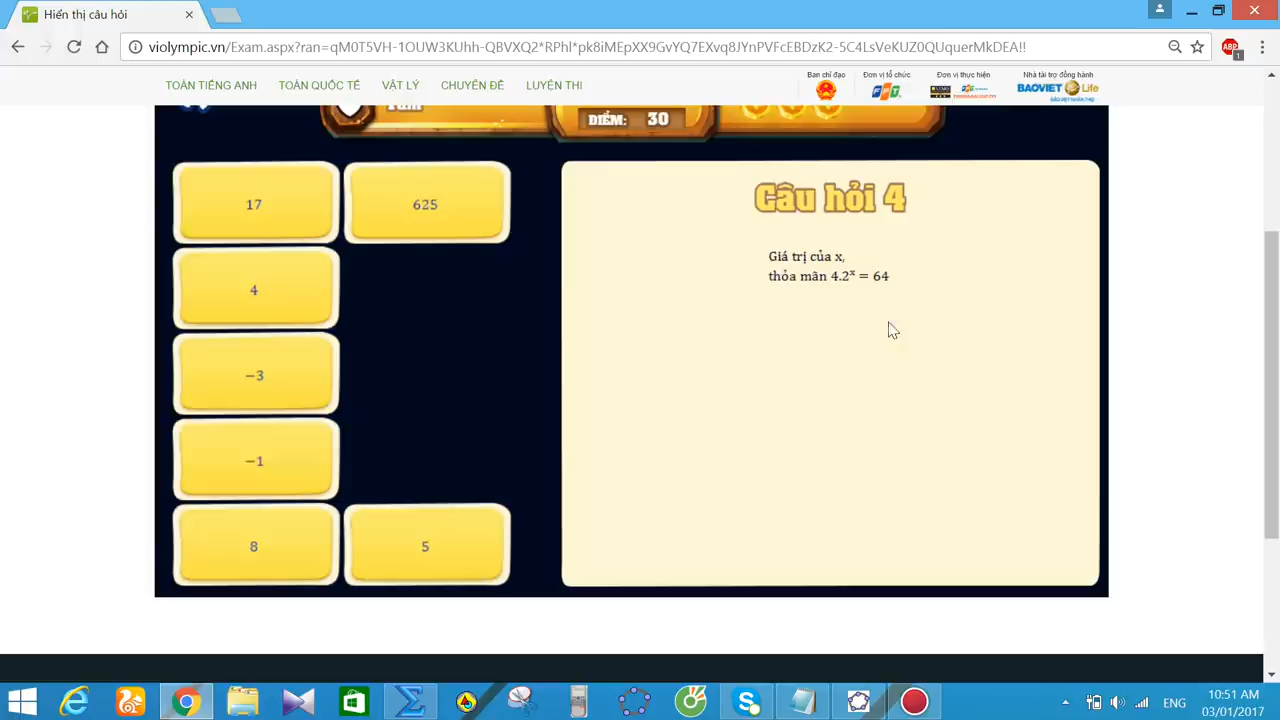 Hiển thị câu hỏi
violympic.vn/Exam.aspx?ran=qM0T5VH-1OUW3KUhh-QBVXQ2*RPhl*pk8iMEpXX9GvYQ7EXvq8JYnPVFcEBDzK2-5C4LsVeKUZ0QUquerMkDEA!!
ABP
1
TOÁN TIẾNG ANH TOÁN QUỐC TẾ VẬT LÝ CHUYÊN ĐỀ LUYỆN THI
Ban chỉ đạo Đơn vị tổ chức Đơn vị thực hiện Nhà tài trợ đồng hành
FPT
BAOVIET Life
ĐIỂM: 30
17 625
4
−3
−1
8 5
Câu hỏi 4
Giá trị của x,
thỏa mãn 4.2ˣ = 64
ENG
10:51 AM
03/01/2017